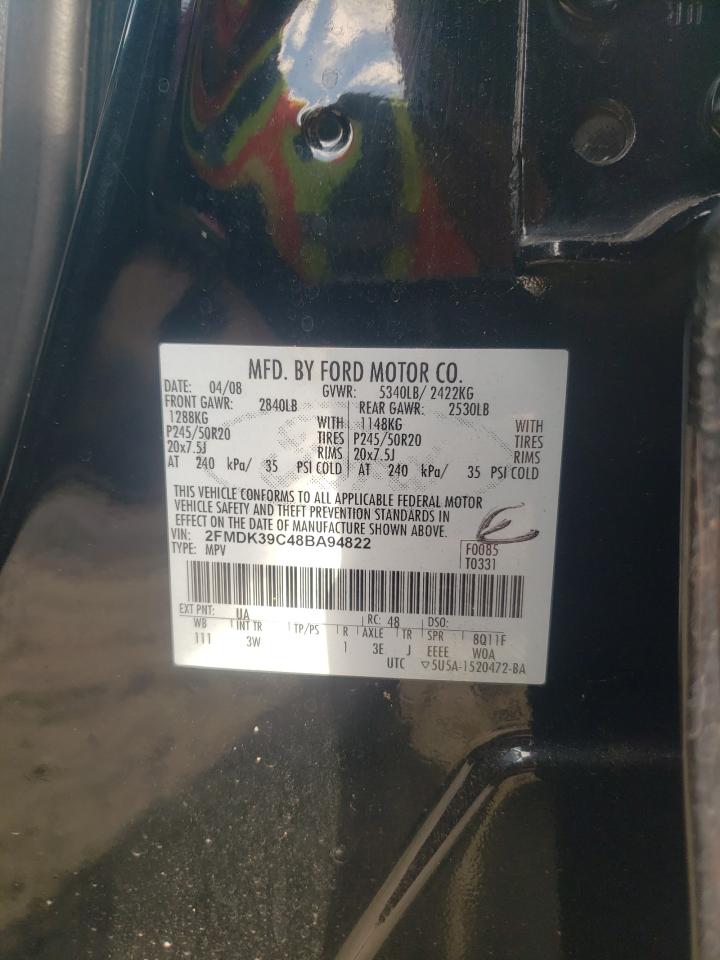 MFD. BY FORD MOTOR CO.
DATE: 04/08 GVWR: 5340LB/ 2422KG
FRONT GAWR: 2840LB REAR GAWR: 2530LB
1288KG WITH 1148KG WITH
P245/50R20 TIRES P245/50R20 TIRES
20x7.5J RIMS 20x7.5J RIMS
AT 240 kPa/ 35 PSI COLD AT 240 kPa/ 35 PSI COLD
THIS VEHICLE CONFORMS TO ALL APPLICABLE FEDERAL MOTOR
VEHICLE SAFETY AND THEFT PREVENTION STANDARDS IN
EFFECT ON THE DATE OF MANUFACTURE SHOWN ABOVE.
VIN: 2FMDK39C48BA94822
TYPE: MPV F0085
T0331
EXT PNT: UA RC: 48 DSO:
WB INT TR TP/PS R AXLE TR SPR 8Q11F
111 3W 1 3E J EEEE WOA
UTC ▽5U5A-1520472-BA